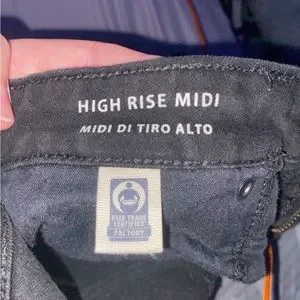 HIGH RISE MIDI
MIDI DI TIRO ALTO
FAIR TRADE
CERTIFIED
FACTORY